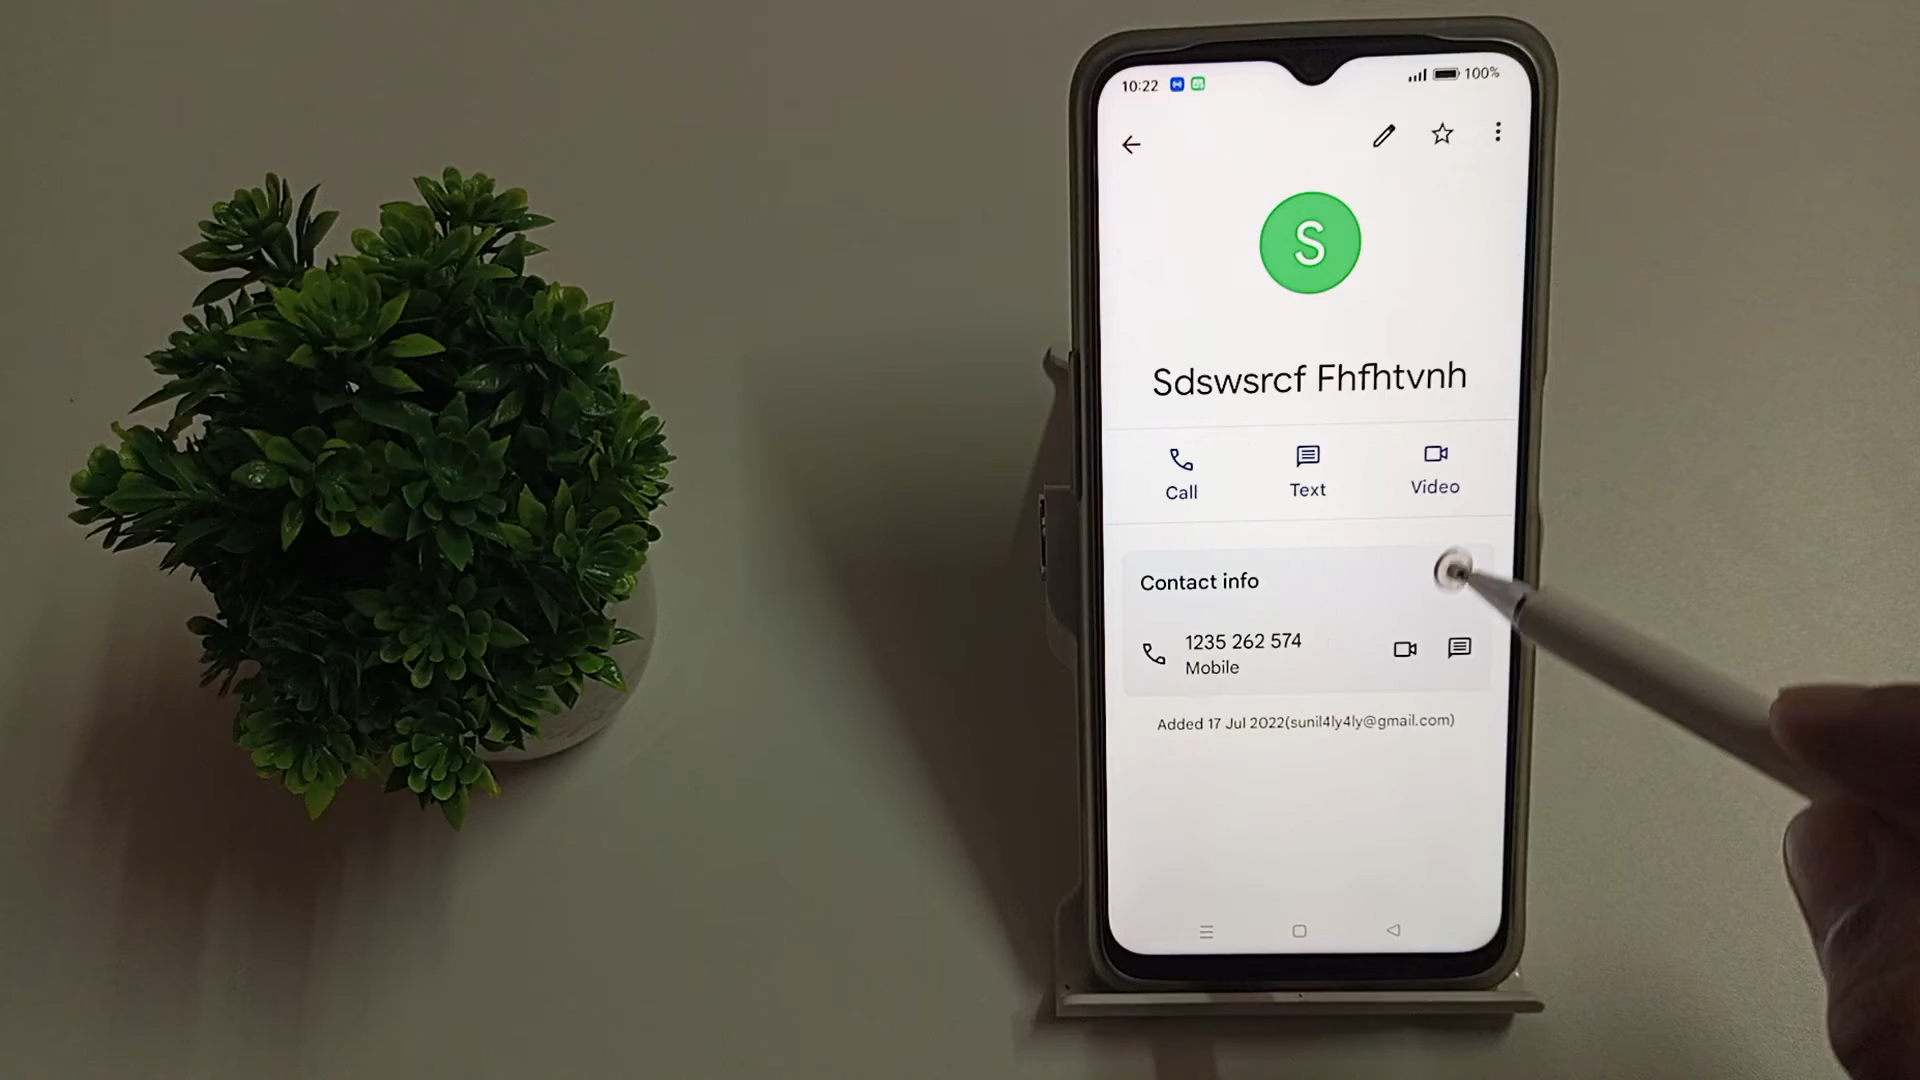 10:22 100%
S
Sdswsrcf Fhfhtvnh
Call Text Video
Contact info
1235 262 574
Mobile
Added 17 Jul 2022(sunil4ly4ly@gmail.com)